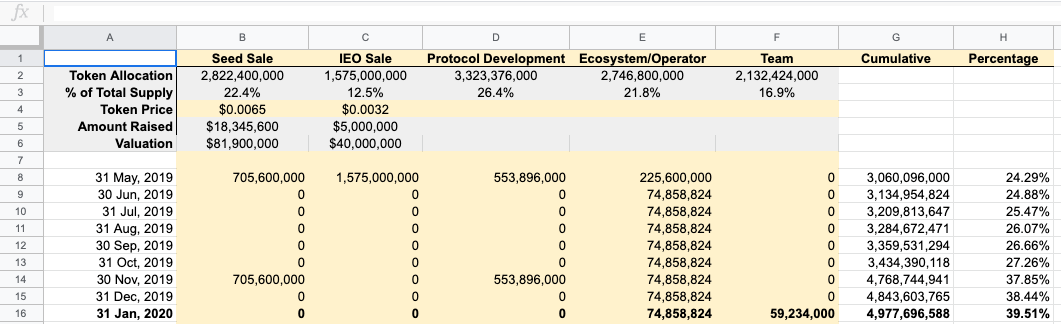 fx
A B C D E F G H
1 Seed Sale IEO Sale Protocol Development Ecosystem/Operator Team Cumulative Percentage
2 Token Allocation 2,822,400,000 1,575,000,000 3,323,376,000 2,746,800,000 2,132,424,000
3 % of Total Supply 22.4% 12.5% 26.4% 21.8% 16.9%
4 Token Price $0.0065 $0.0032
5 Amount Raised $18,345,600 $5,000,000
6 Valuation $81,900,000 $40,000,000
7
8 31 May, 2019 705,600,000 1,575,000,000 553,896,000 225,600,000 0 3,060,096,000 24.29%
9 30 Jun, 2019 0 0 0 74,858,824 0 3,134,954,824 24.88%
10 31 Jul, 2019 0 0 0 74,858,824 0 3,209,813,647 25.47%
11 31 Aug, 2019 0 0 0 74,858,824 0 3,284,672,471 26.07%
12 30 Sep, 2019 0 0 0 74,858,824 0 3,359,531,294 26.66%
13 31 Oct, 2019 0 0 0 74,858,824 0 3,434,390,118 27.26%
14 30 Nov, 2019 705,600,000 0 553,896,000 74,858,824 0 4,768,744,941 37.85%
15 31 Dec, 2019 0 0 0 74,858,824 0 4,843,603,765 38.44%
16 31 Jan, 2020 0 0 0 74,858,824 59,234,000 4,977,696,588 39.51%